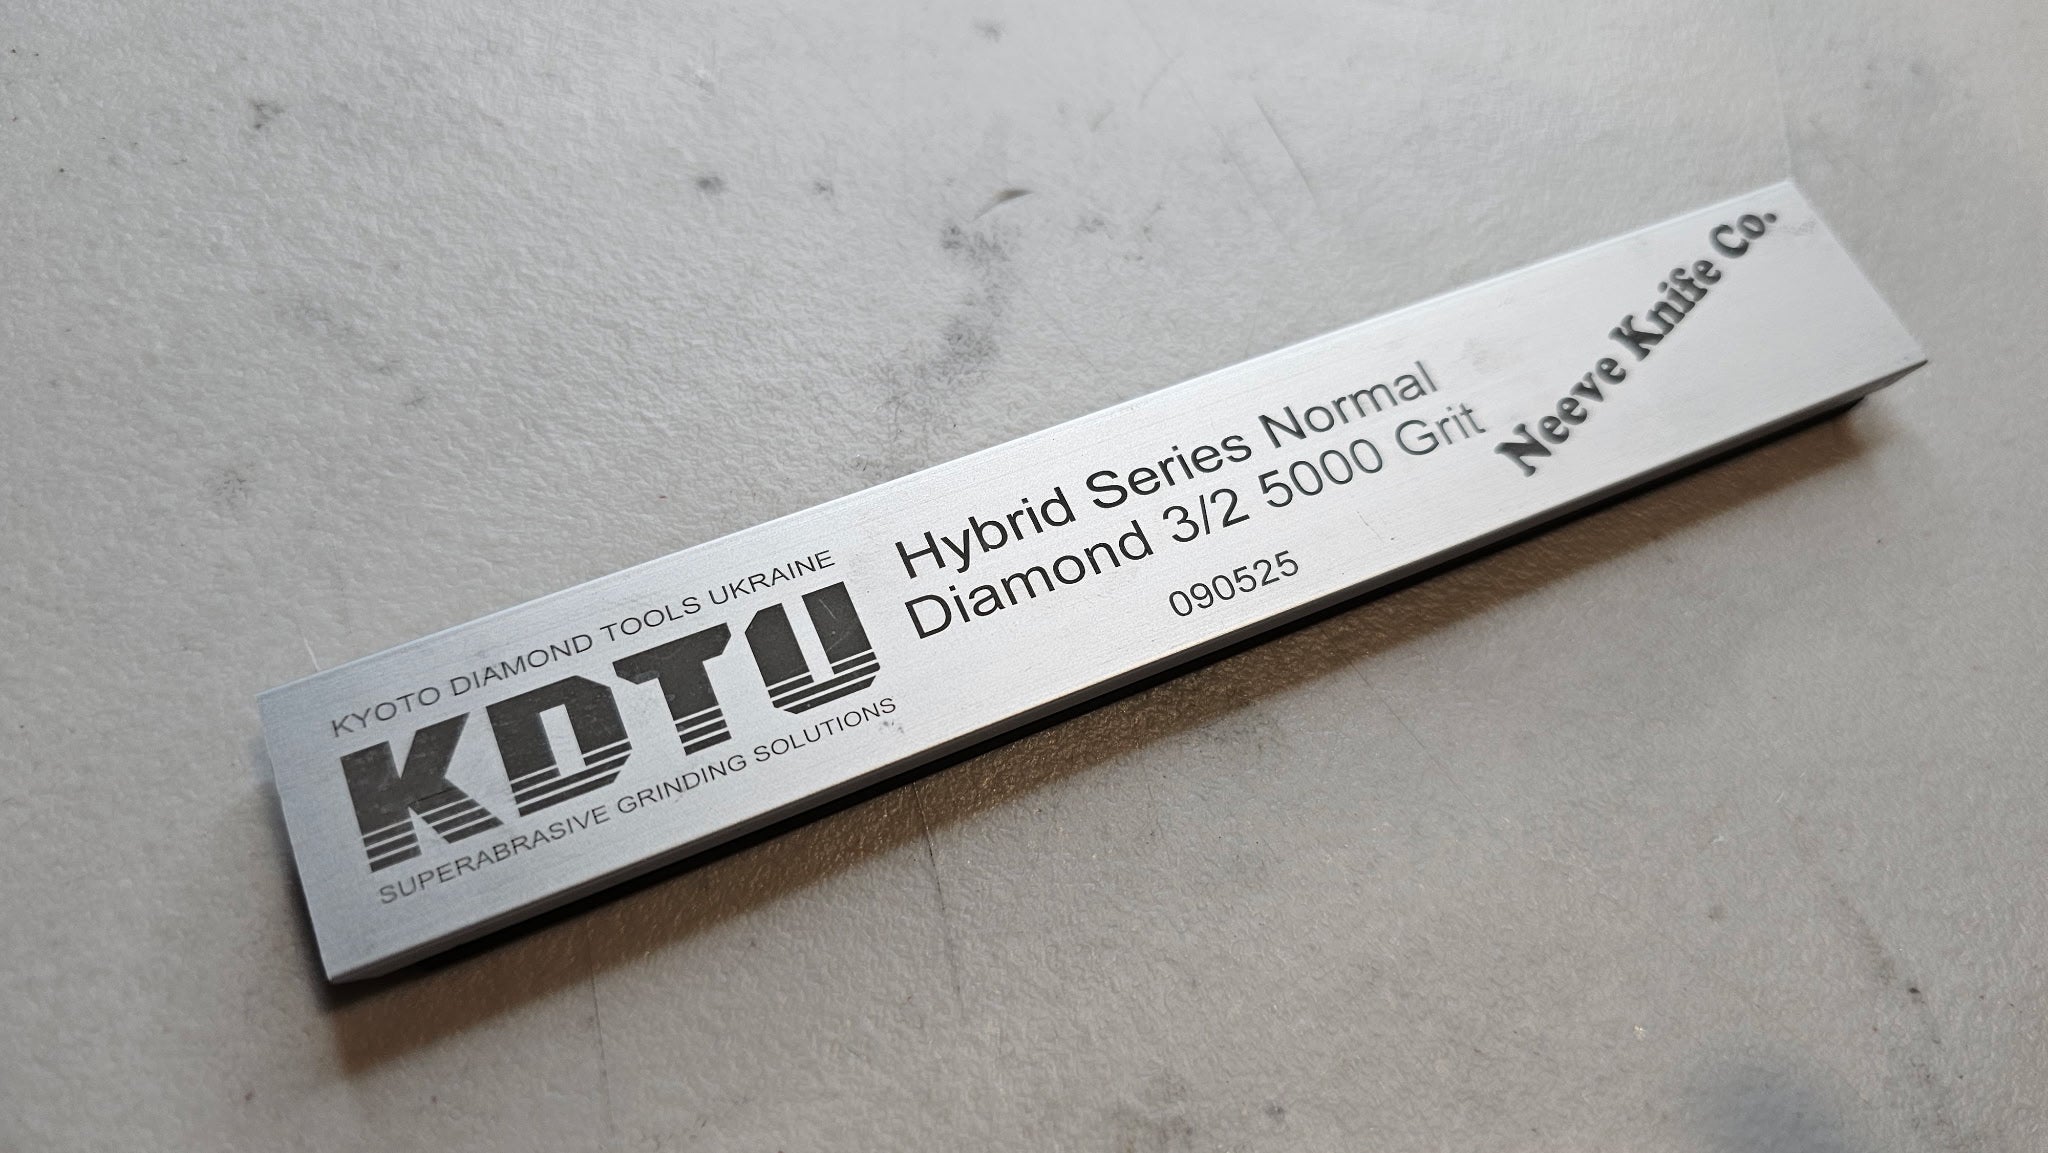 KYOTO DIAMOND TOOLS UKRAINE
KDTU
SUPERABRASIVE GRINDING SOLUTIONS
Hybrid Series Normal
Diamond 3/2 5000 Grit
090525
Neeve Knife Co.